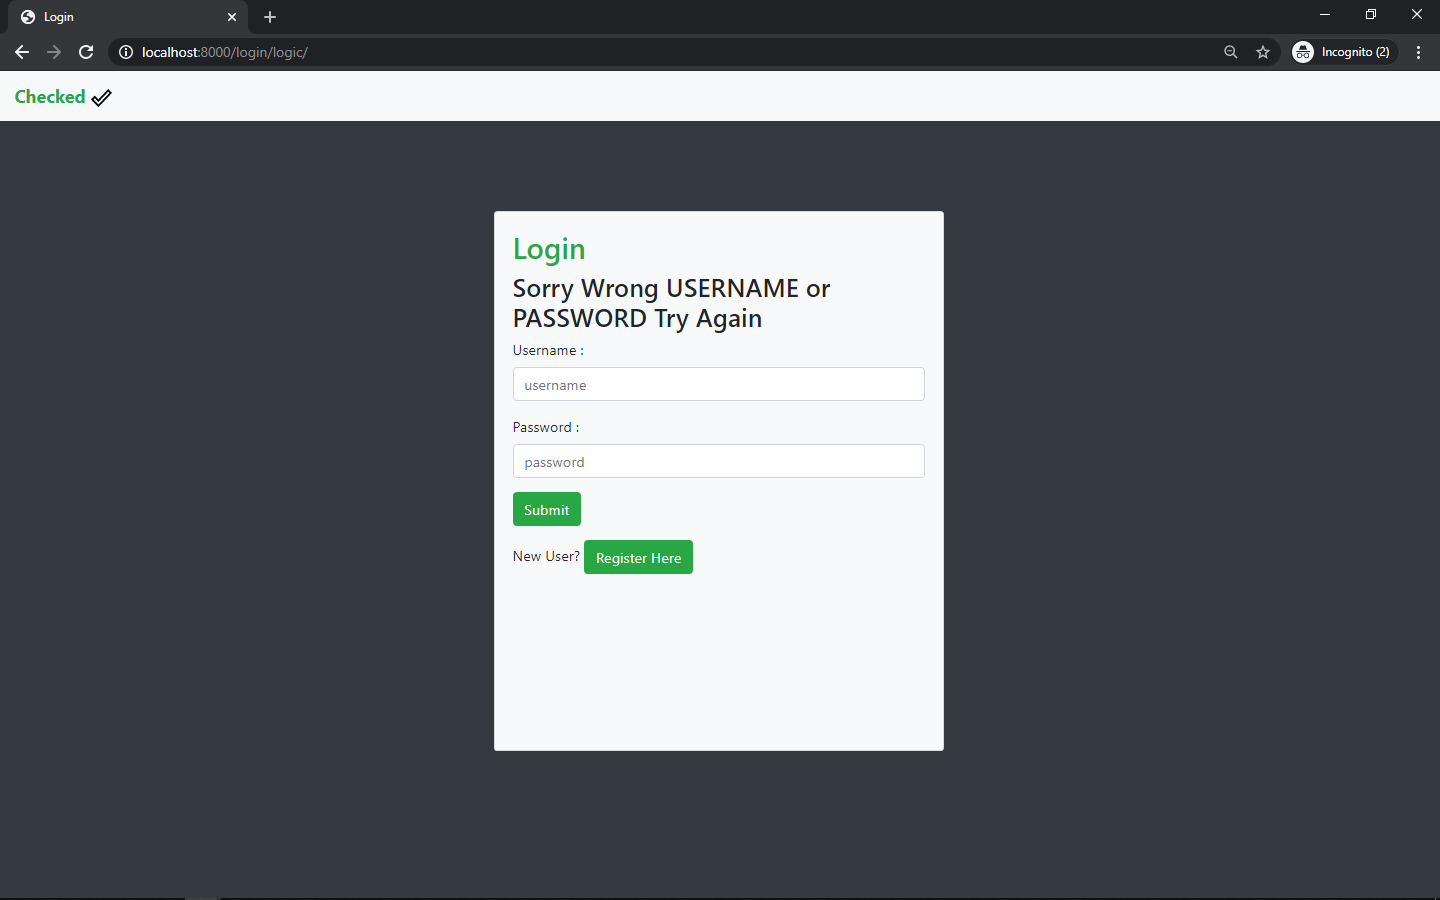 Login
localhost:8000/login/logic/
Incognito (2)
Checked
Login
Sorry Wrong USERNAME or
PASSWORD Try Again
Username :
username
Password :
password
Submit
New User? Register Here